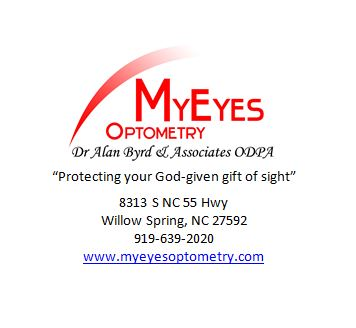 MyEyes
Optometry
Dr Alan Byrd & Associates ODPA
“Protecting your God-given gift of sight”
8313 S NC 55 Hwy
Willow Spring, NC 27592
919-639-2020
www.myeyesoptometry.com